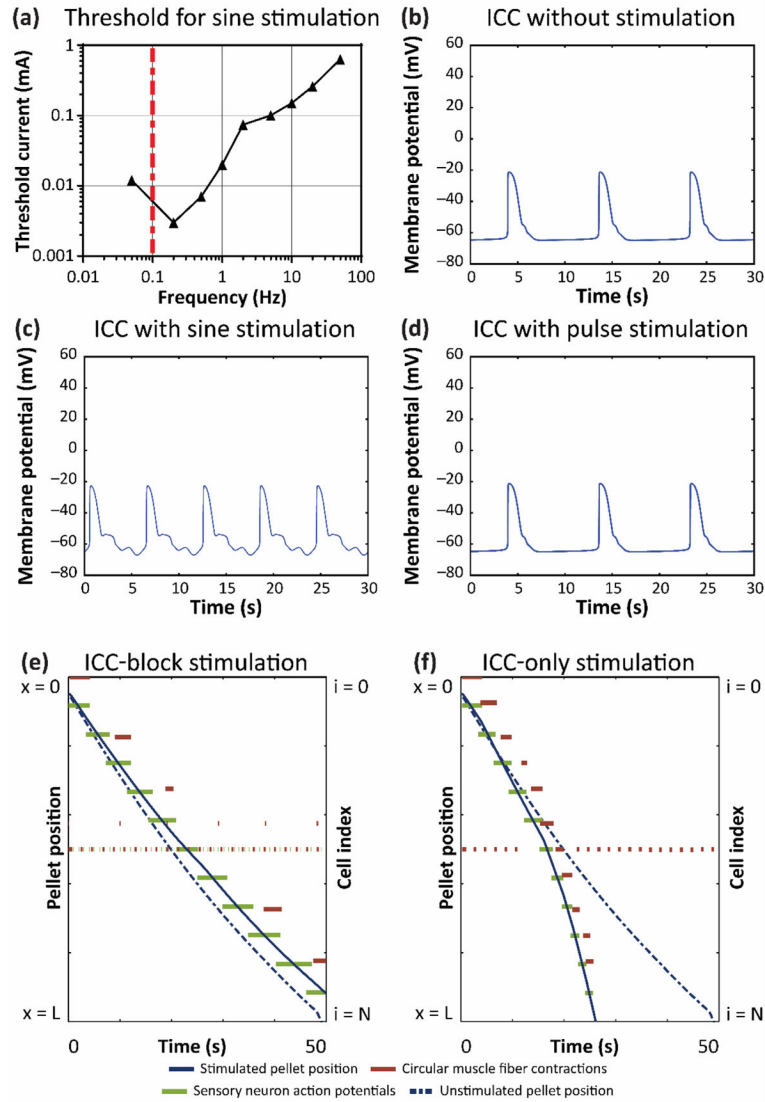 (a) Threshold for sine stimulation
Threshold current (mA)
1
0.1
0.01
0.001
0.01 0.1 1 10 100
Frequency (Hz)
(b) ICC without stimulation
Membrane potential (mV)
60
40
20
0
−20
−40
−60
−80
0 5 10 15 20 25 30
Time (s)
(c) ICC with sine stimulation
Membrane potential (mV)
60
40
20
0
−20
−40
−60
−80
0 5 10 15 20 25 30
Time (s)
(d) ICC with pulse stimulation
Membrane potential (mV)
60
40
20
0
−20
−40
−60
−80
0 5 10 15 20 25 30
Time (s)
(e) ICC-block stimulation
x = 0
i = 0
Pellet position
Cell index
x = L
i = N
0 Time (s) 50
(f) ICC-only stimulation
x = 0
i = 0
Pellet position
Cell index
x = L
i = N
0 Time (s) 50
Stimulated pellet position Circular muscle fiber contractions
Sensory neuron action potentials Unstimulated pellet position